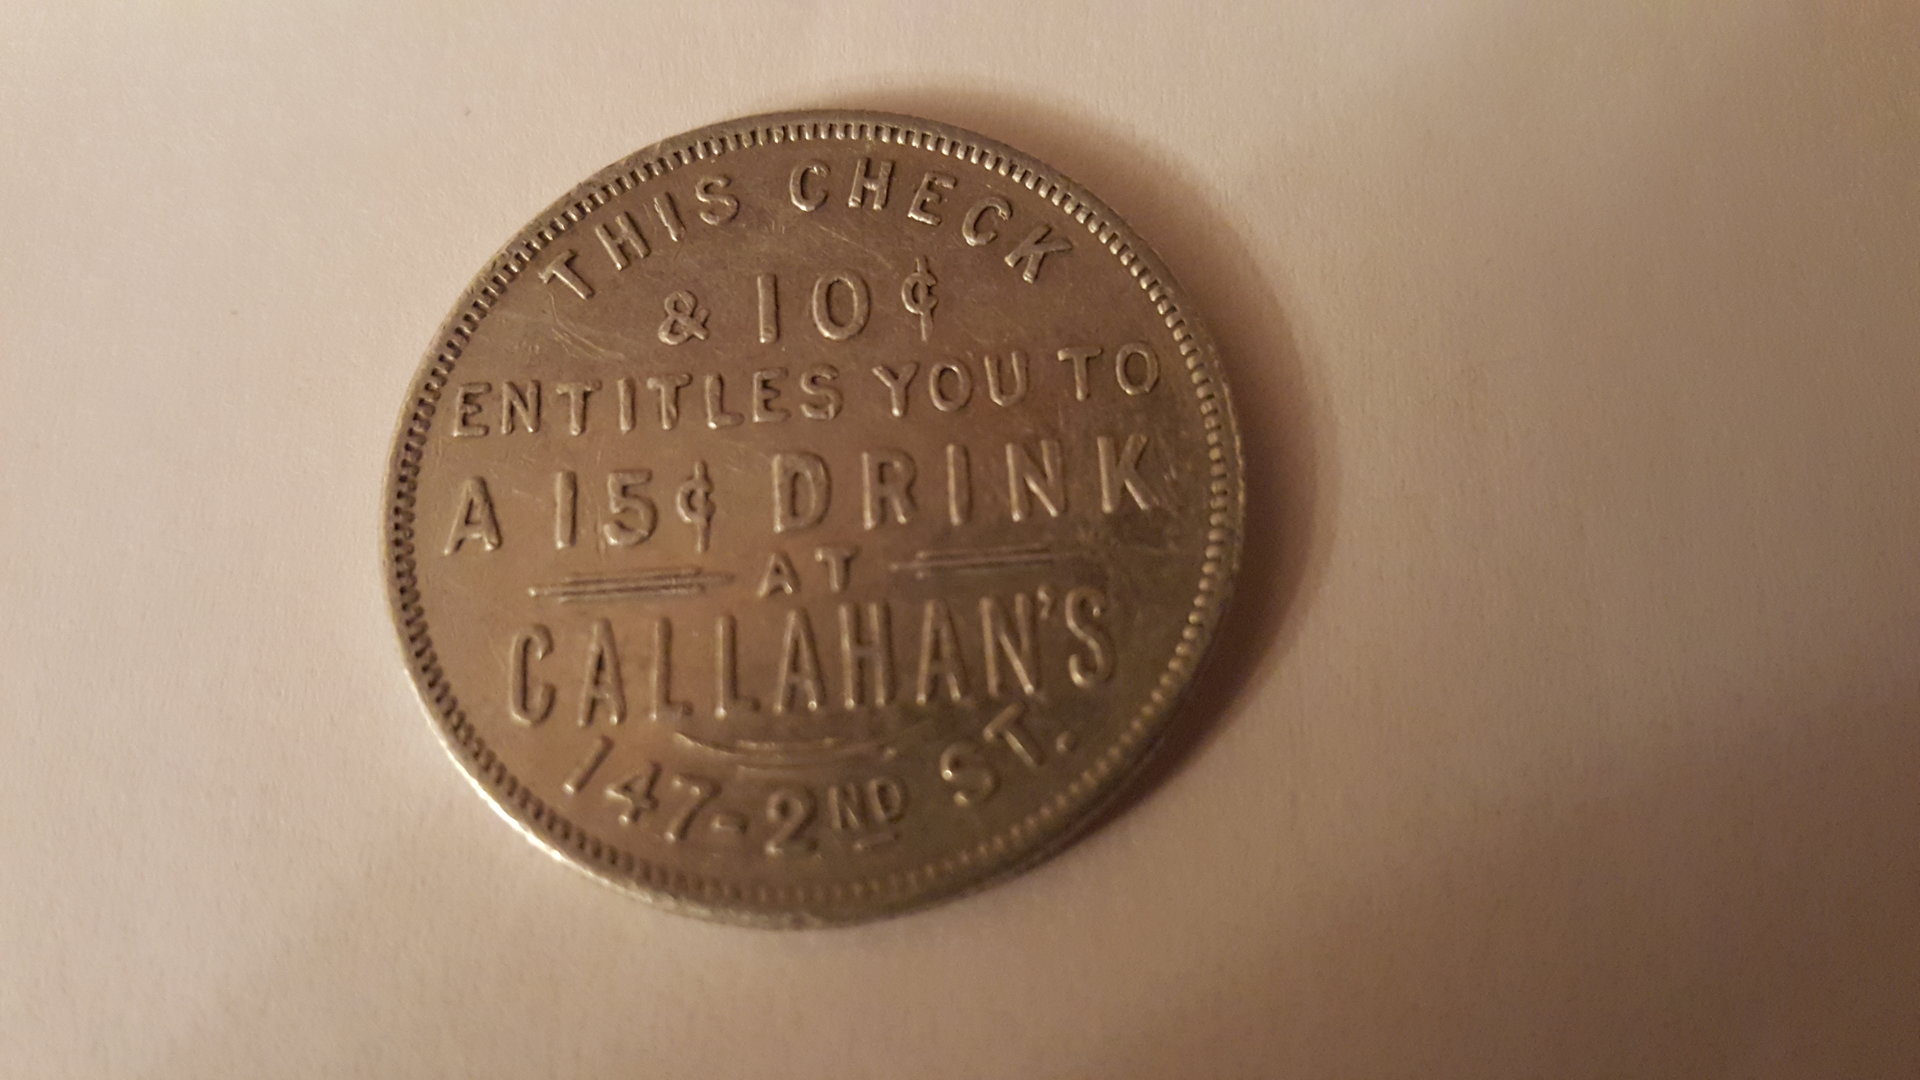 THIS CHECK
& 10¢
ENTITLES YOU TO
A 15¢ DRINK
AT
CALLAHAN'S
147-2ND ST.